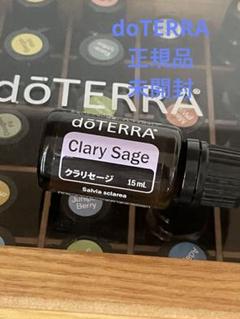 doTERRA
正規品
未開封
dōTERRA
dōTERRA
Clary Sage
クラリセージ
15 mL
Salvia sclarea
Juniper
Berry